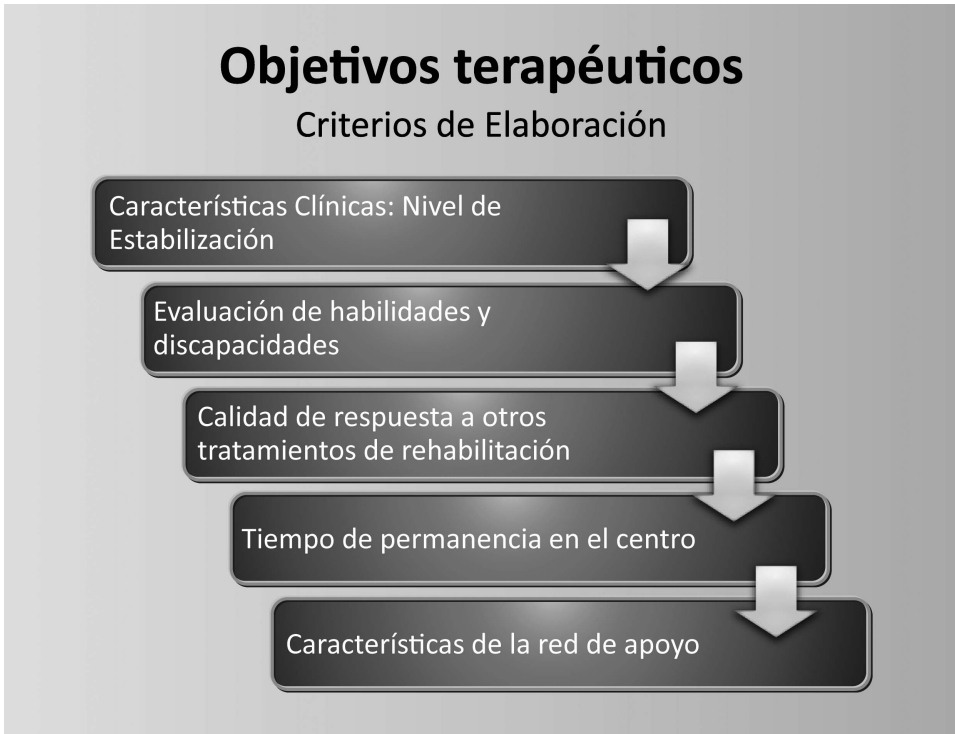 Objetivos terapéuticos
Criterios de Elaboración
Características Clínicas: Nivel de
Estabilización
Evaluación de habilidades y
discapacidades
Calidad de respuesta a otros
tratamientos de rehabilitación
Tiempo de permanencia en el centro
Características de la red de apoyo